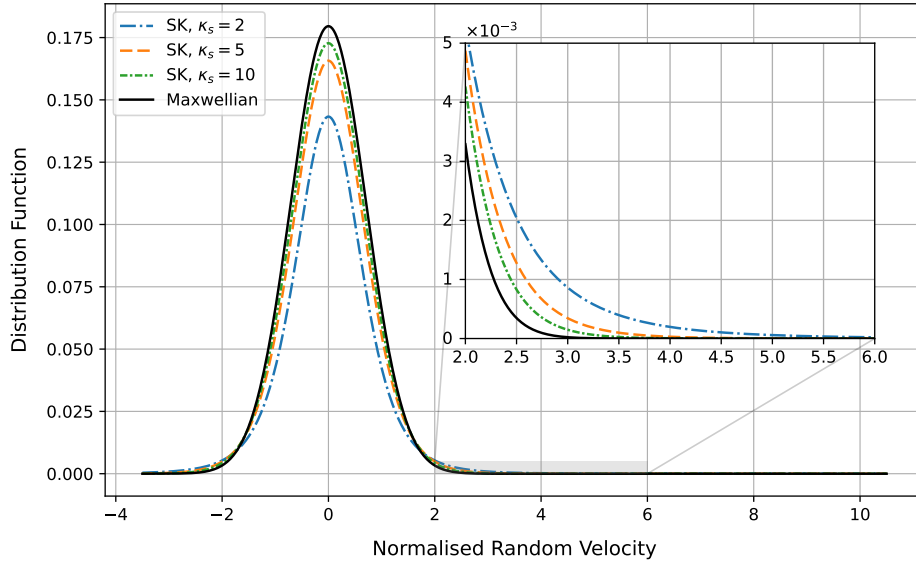 SK, κₛ = 2
SK, κₛ = 5
SK, κₛ = 10
Maxwellian
Distribution Function
0.175
0.150
0.125
0.100
0.075
0.050
0.025
0.000
−4 −2 0 2 4 6 8 10
Normalised Random Velocity
×10⁻³
5
4
3
2
1
0
2.0 2.5 3.0 3.5 4.0 4.5 5.0 5.5 6.0